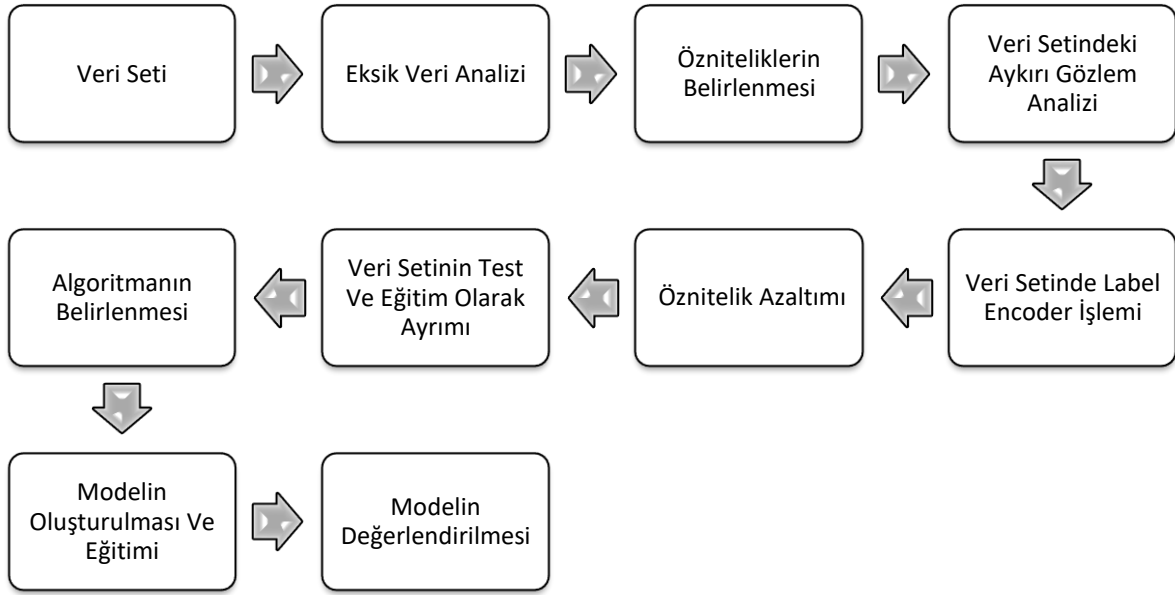 Veri Seti
Eksik Veri Analizi
Özniteliklerin
Belirlenmesi
Veri Setindeki
Aykırı Gözlem
Analizi
Veri Setinde Label
Encoder İşlemi
Öznitelik Azaltımı
Veri Setinin Test
Ve Eğitim Olarak
Ayrımı
Algoritmanın
Belirlenmesi
Modelin
Oluşturulması Ve
Eğitimi
Modelin
Değerlendirilmesi